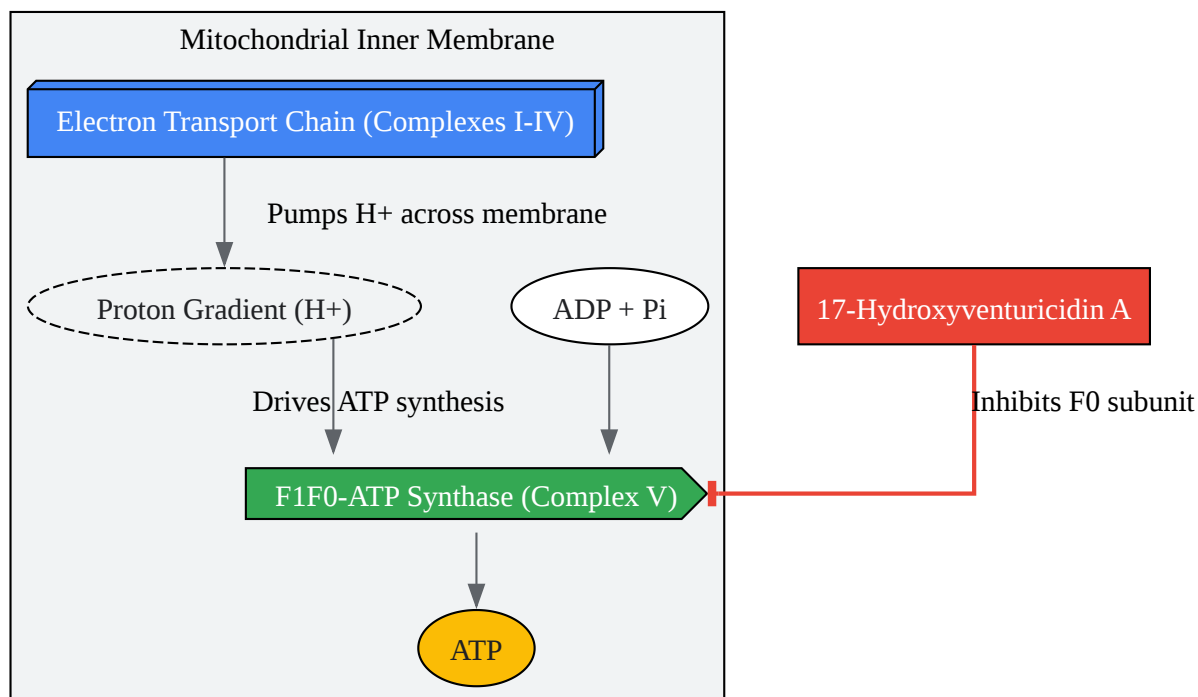 Mitochondrial Inner Membrane
Electron Transport Chain (Complexes I-IV)
Pumps H+ across membrane
Proton Gradient (H+)
ADP + Pi
17-Hydroxyventuricidin A
Drives ATP synthesis
Inhibits F0 subunit
F1F0-ATP Synthase (Complex V)
ATP